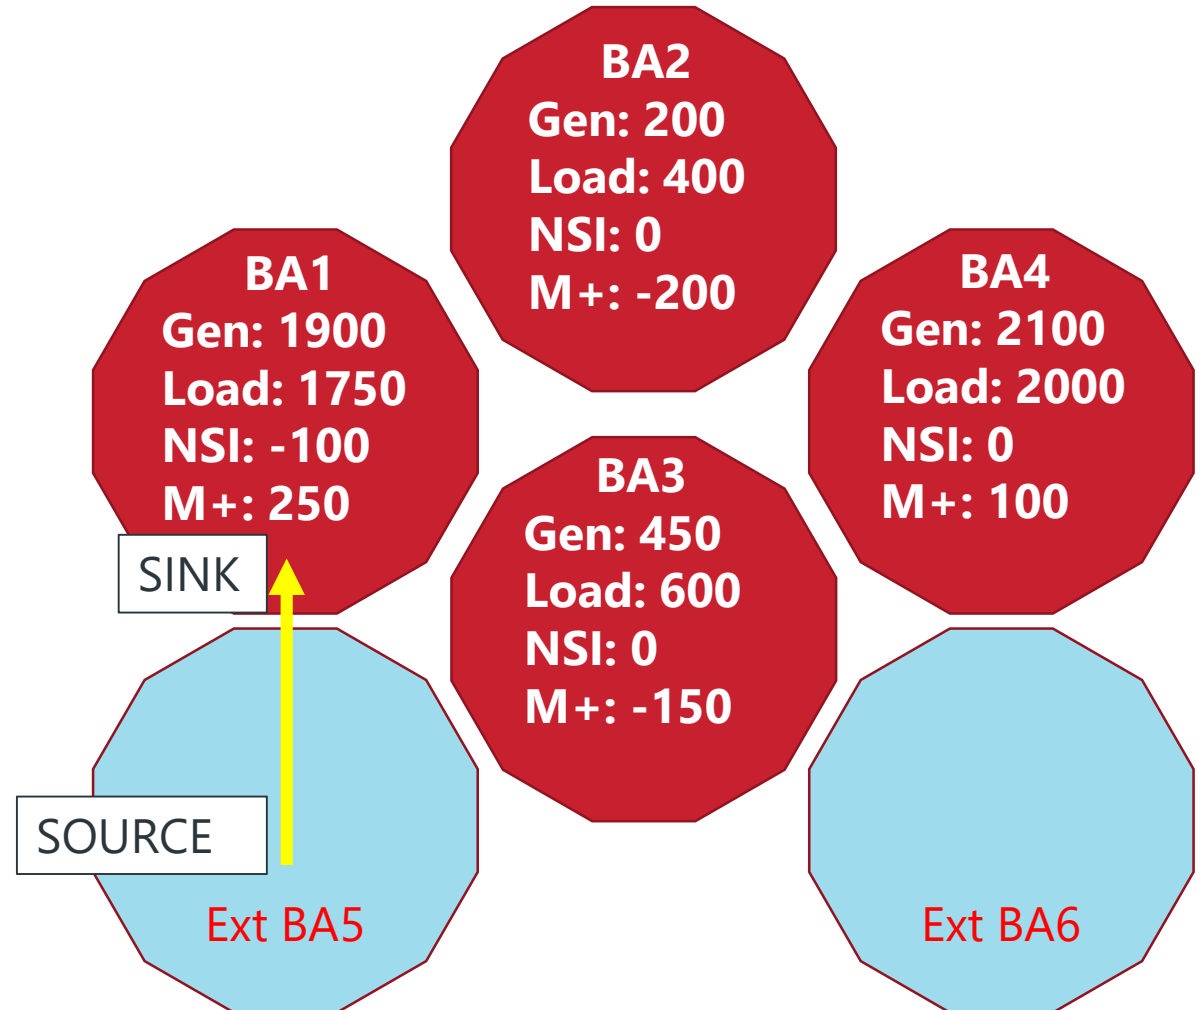 BA2
Gen: 200
Load: 400
NSI: 0
M+: -200
BA1
Gen: 1900
Load: 1750
NSI: -100
M+: 250
BA4
Gen: 2100
Load: 2000
NSI: 0
M+: 100
BA3
Gen: 450
Load: 600
NSI: 0
M+: -150
SINK
SOURCE
Ext BA5
Ext BA6